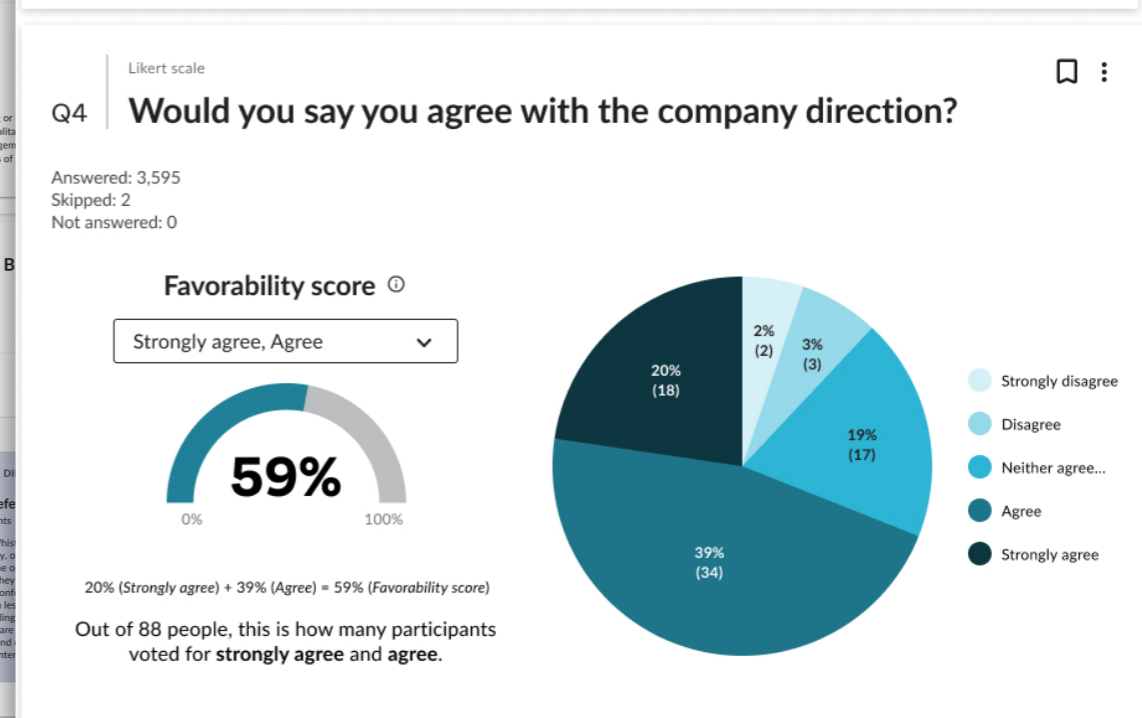 Likert scale
Q4
Would you say you agree with the company direction?
Answered: 3,595
Skipped: 2
Not answered: 0
Favorability score
Strongly agree, Agree
59%
0%
100%
20% (Strongly agree) + 39% (Agree) = 59% (Favorability score)
Out of 88 people, this is how many participants
voted for strongly agree and agree.
2%
(2)
3%
(3)
19%
(17)
39%
(34)
20%
(18)
Strongly disagree
Disagree
Neither agree...
Agree
Strongly agree
or
of
B